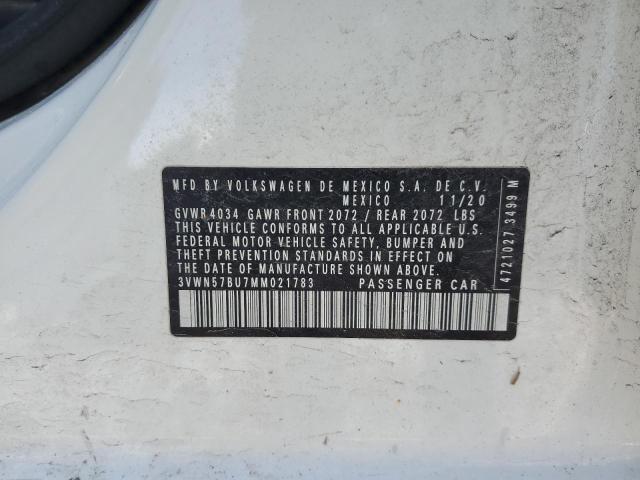 MFD BY VOLKSWAGEN DE MEXICO S.A. DE C.V.
MEXICO 11/20
GVWR 4034 GAWR FRONT 2072 / REAR 2072 LBS
THIS VEHICLE CONFORMS TO ALL APPLICABLE U.S.
FEDERAL MOTOR VEHICLE SAFETY, BUMPER AND
THEFT PREVENTION STANDARDS IN EFFECT ON
THE DATE OF MANUFACTURE SHOWN ABOVE.
3VWN57BU7MM021783 PASSENGER CAR
4721027 3499 M